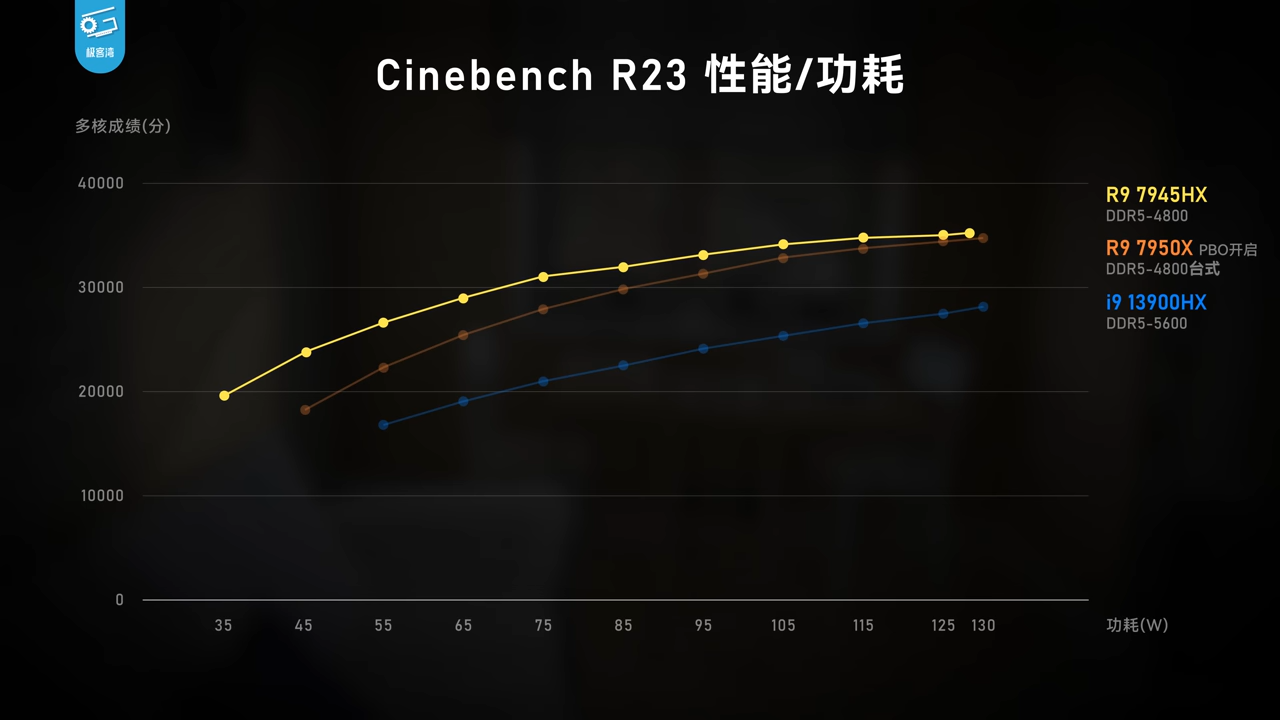 极客湾
Cinebench R23 性能/功耗
多核成绩(分)
40000
30000
20000
10000
0
35 45 55 65 75 85 95 105 115 125 130
功耗(W)
R9 7945HX
DDR5-4800
R9 7950X PBO开启
DDR5-4800台式
i9 13900HX
DDR5-5600